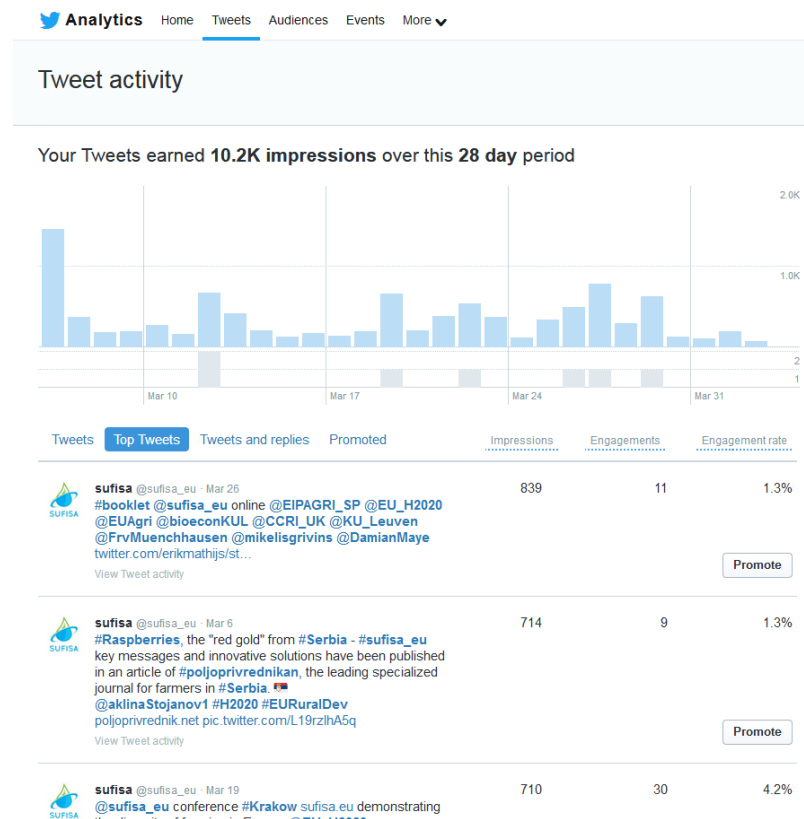 Analytics Home Tweets Audiences Events More
Tweet activity
Your Tweets earned 10.2K impressions over this 28 day period
2.0K
1.0K
2
1
Mar 10 Mar 17 Mar 24 Mar 31
Tweets Top Tweets Tweets and replies Promoted Impressions Engagements Engagement rate
sufisa @sufisa_eu · Mar 26 839 11 1.3%
#booklet @sufisa_eu online @EIPAGRI_SP @EU_H2020
@EUAgri @bioeconKUL @CCRI_UK @KU_Leuven
@FrvMuenchhausen @mikelisgrivins @DamianMaye
twitter.com/erikmathijs/st…
View Tweet activity
Promote
SUFISA
sufisa @sufisa_eu · Mar 6 714 9 1.3%
#Raspberries, the "red gold" from #Serbia - #sufisa_eu
key messages and innovative solutions have been published
in an article of #poljoprivrednikan, the leading specialized
journal for farmers in #Serbia.
@aklinaStojanov1 #H2020 #EURuralDev
poljoprivrednik.net pic.twitter.com/L19rzlhA5q
View Tweet activity
Promote
SUFISA
sufisa @sufisa_eu · Mar 19 710 30 4.2%
@sufisa_eu conference #Krakow sufisa.eu demonstrating
SUFISA